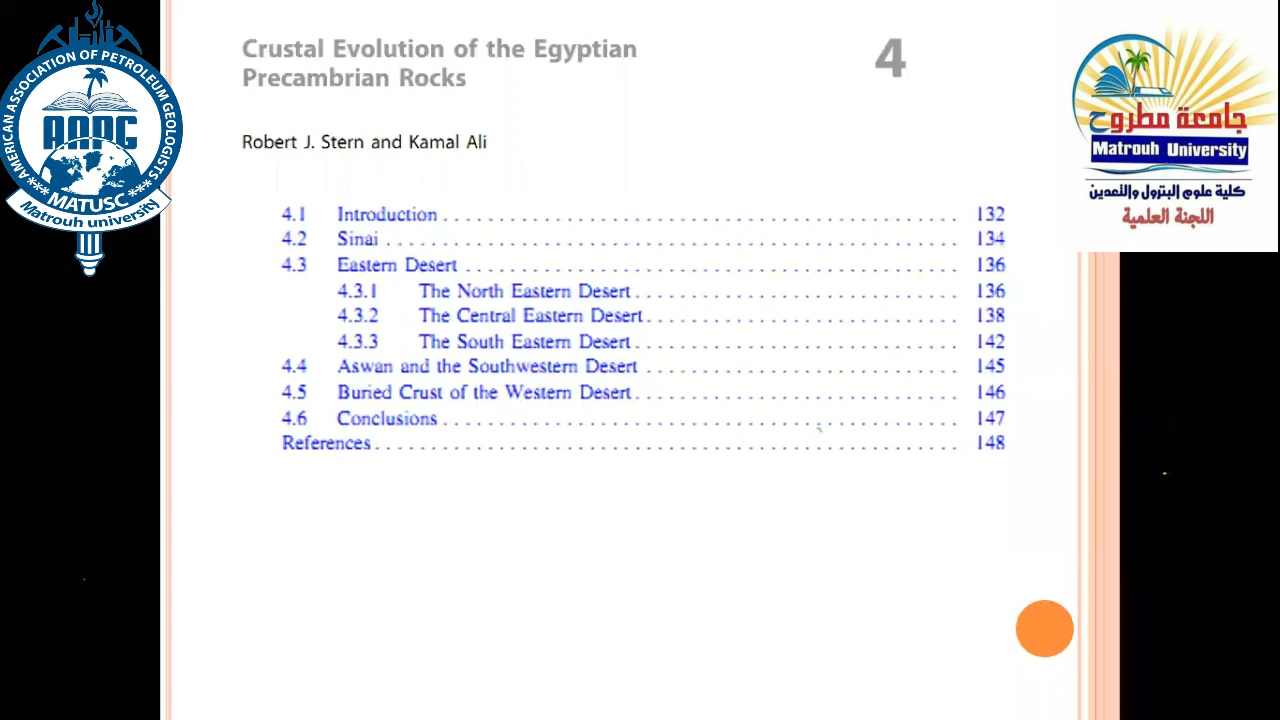 AMERICAN ASSOCIATION OF PETROLEUM GEOLOGISTS
AAPG
*** MATUSC ***
Matrouh university
Crustal Evolution of the Egyptian
Precambrian Rocks
4
Robert J. Stern and Kamal Ali
4.1 Introduction . . . . . . . . . . . . . . . . . . . . . . . . . . . . . . 132
4.2 Sinai . . . . . . . . . . . . . . . . . . . . . . . . . . . . . . 134
4.3 Eastern Desert . . . . . . . . . . . . . . . . . . . . . . . . . . . . . . 136
4.3.1 The North Eastern Desert . . . . . . . . . . . . . . . . . . . . 136
4.3.2 The Central Eastern Desert . . . . . . . . . . . . . . . . . . . . 138
4.3.3 The South Eastern Desert . . . . . . . . . . . . . . . . . . . . 142
4.4 Aswan and the Southwestern Desert . . . . . . . . . . . . . . . . . . . . 145
4.5 Buried Crust of the Western Desert . . . . . . . . . . . . . . . . . . . . 146
4.6 Conclusions . . . . . . . . . . . . . . . . . . . . . . . . . . . . . . 147
References . . . . . . . . . . . . . . . . . . . . . . . . . . . . . . 148
جامعة مطروح
Matrouh University
كلية علوم البترول والتعدين
اللجنة العلمية